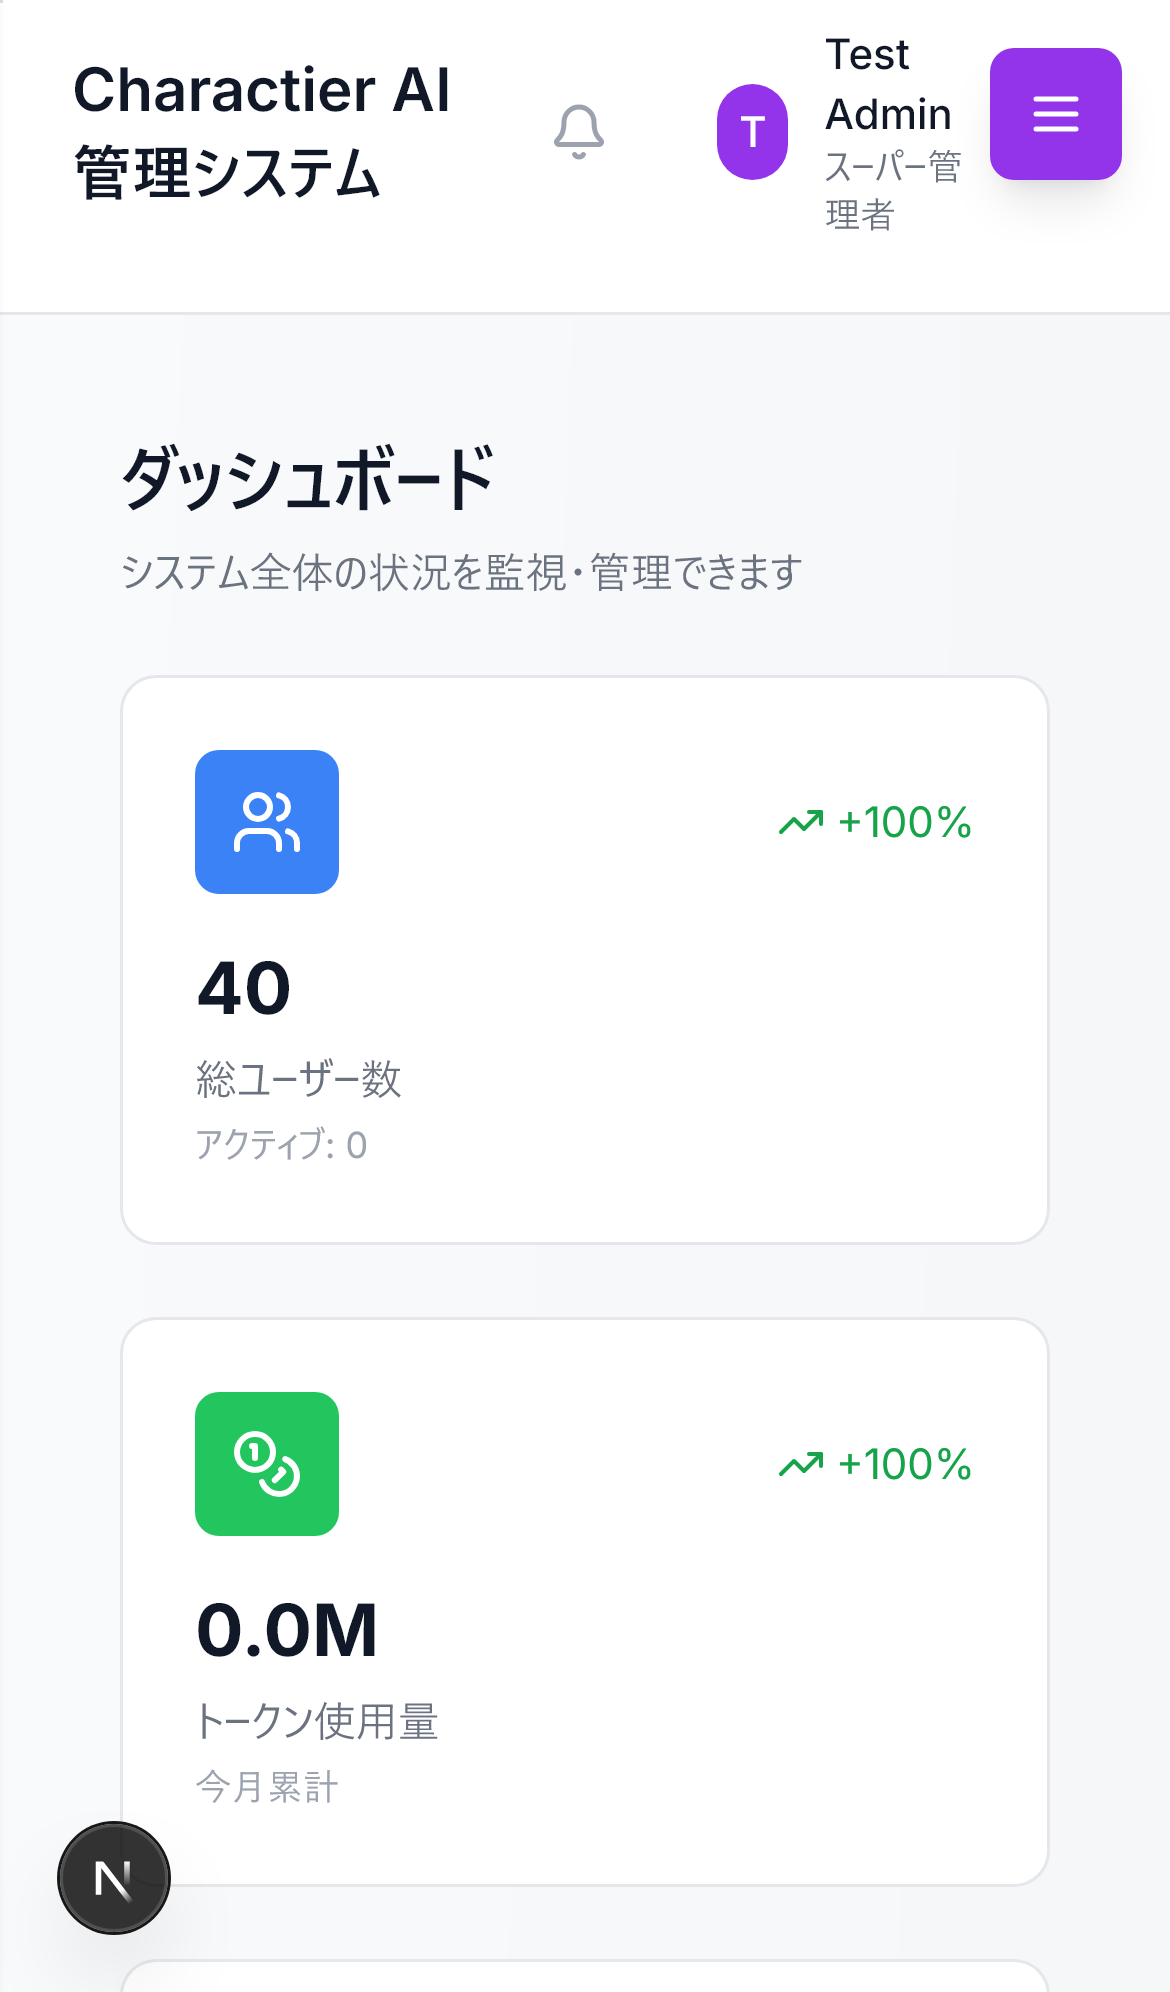 Charactier AI
管理システム
T
Test
Admin
スーパー管
理者
ダッシュボード
システム全体の状況を監視・管理できます
+100%
40
総ユーザー数
アクティブ: 0
+100%
0.0M
トークン使用量
今月累計
N